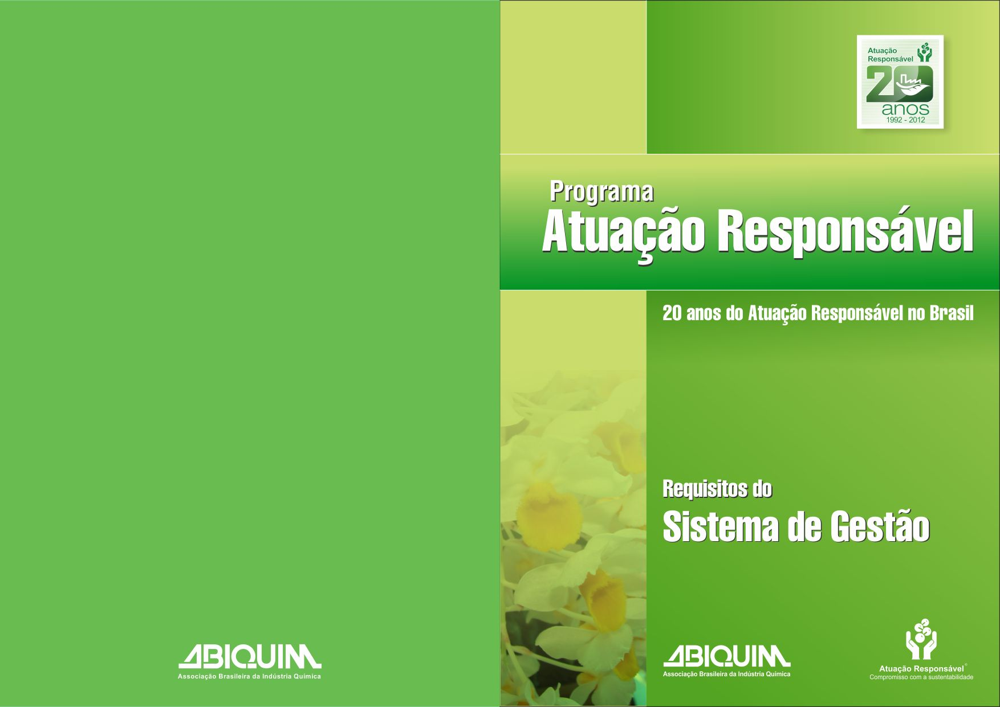 ABIQUIM
Associação Brasileira da Indústria Química
Atuação
Responsável
20
anos
1992 - 2012
Programa
Atuação Responsável
20 anos do Atuação Responsável no Brasil
Requisitos do
Sistema de Gestão
ABIQUIM
Associação Brasileira da Indústria Química
Atuação Responsável®
Compromisso com a sustentabilidade